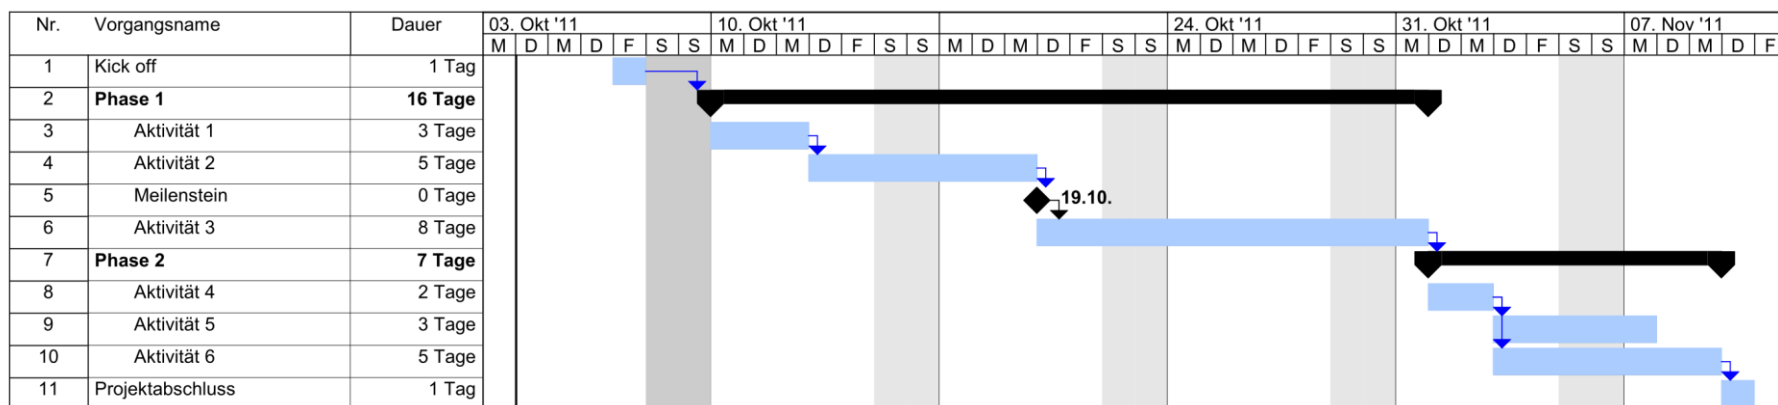 Nr. Vorgangsname Dauer 03. Okt '11 10. Okt '11 24. Okt '11 31. Okt '11 07. Nov '11
M D M D F S S M D M D F S S M D M D F S S M D M D F S S M D M D F S S M D M D F
1 Kick off 1 Tag
2 Phase 1 16 Tage
3 Aktivität 1 3 Tage
4 Aktivität 2 5 Tage
5 Meilenstein 0 Tage 19.10.
6 Aktivität 3 8 Tage
7 Phase 2 7 Tage
8 Aktivität 4 2 Tage
9 Aktivität 5 3 Tage
10 Aktivität 6 5 Tage
11 Projektabschluss 1 Tag